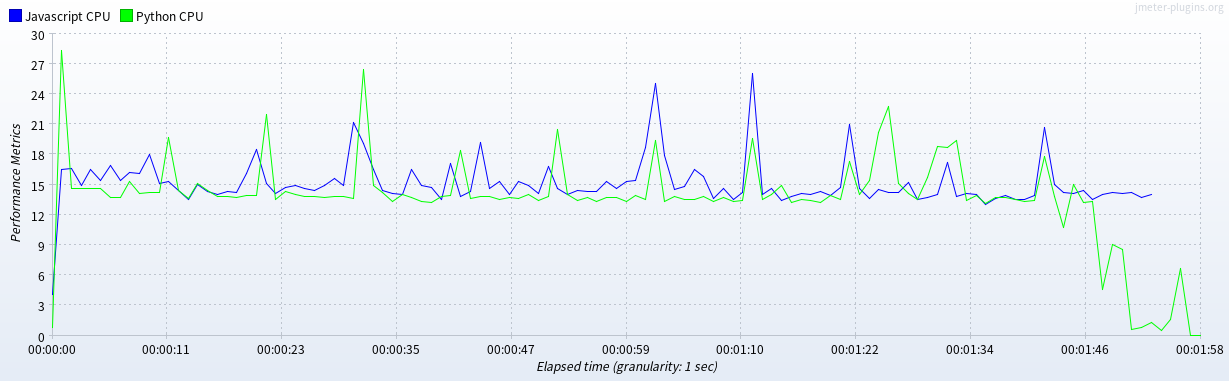 jmeter-plugins.org
Javascript CPU Python CPU
30
27
24
21
18
15
12
9
6
3
0
Performance Metrics
00:00:00 00:00:11 00:00:23 00:00:35 00:00:47 00:00:59 00:01:10 00:01:22 00:01:34 00:01:46 00:01:58
Elapsed time (granularity: 1 sec)